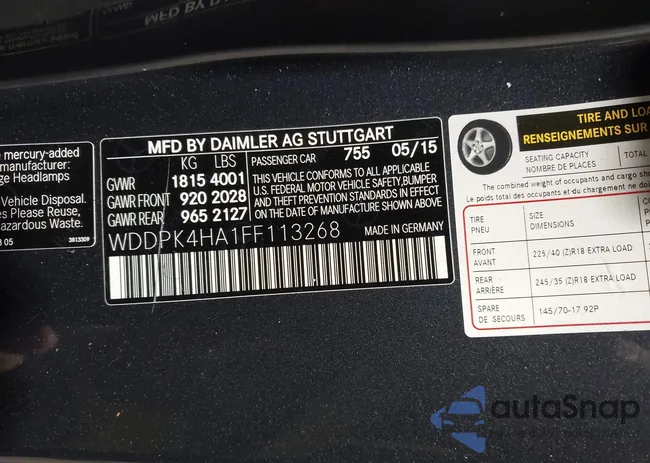 mercury-added
Manufacturer:
ge Headlamps
Vehicle Disposal.
Please Reuse,
azardous Waste.
3813309
MFD BY DAIMLER AG STUTTGART
KG LBS
GVWR 1815 4001
GAWR FRONT 920 2028
GAWR REAR 965 2127
PASSENGER CAR 755 05/15
THIS VEHICLE CONFORMS TO ALL APPLICABLE
U.S. FEDERAL MOTOR VEHICLE SAFETY, BUMPER
AND THEFT PREVENTION STANDARDS IN EFFECT
ON THE DATE OF MANUFACTURE SHOWN ABOVE.
WDDPK4HA1FF113268
MADE IN GERMANY
TIRE AND LOA
RENSEIGNEMENTS SUR
SEATING CAPACITY
NOMBRE DE PLACES
TOTAL
The combined weight of occupants and cargo sho
Le poids total des occupants et du chargement ne doit
TIRE
PNEU
SIZE
DIMENSIONS
FRONT
AVANT
225/40 (Z)R18 EXTRA LOAD
REAR
ARRIÈRE
245/35 (Z)R18 EXTRA LOAD
SPARE
DE SECOURS
145/70-17 92P
autoSnap